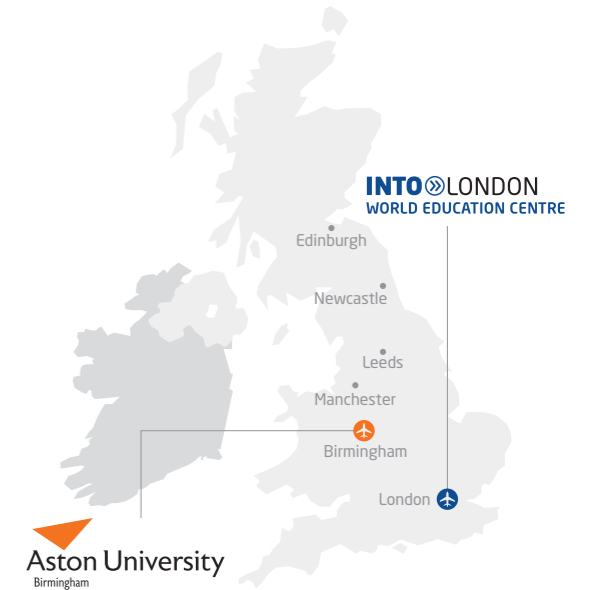 INTO LONDON
WORLD EDUCATION CENTRE
Edinburgh
Newcastle
Leeds
Manchester
Birmingham
London
Aston University
Birmingham